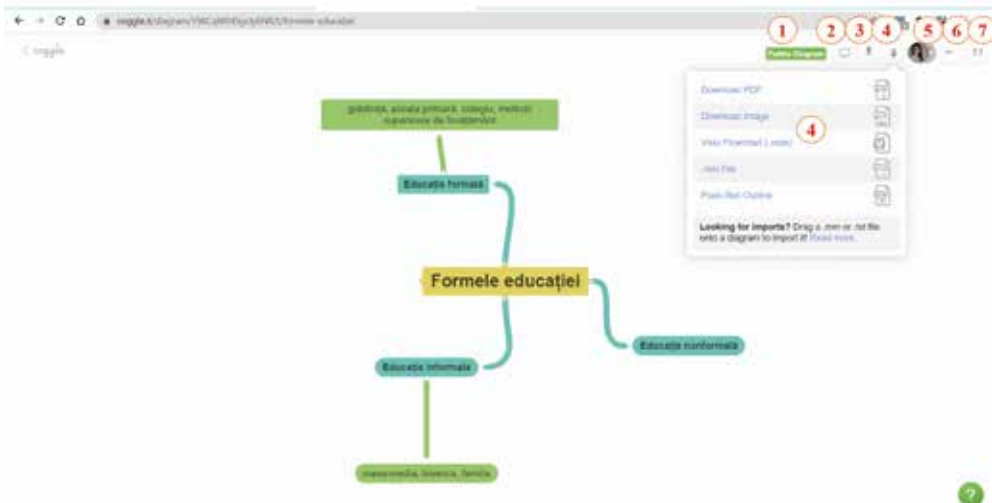 1 2 3 4 5 6 7
coggle
Public Diagram
Download PDF
Download Image
4
Visio Flowchart (.vsdx)
.mm File
Plain-Text Outline
Looking for imports? Drag a .mm or .txt file
onto a diagram to import it! Read more.
grădiniță, școala primară, colegiu, instituții
superioare de învățământ
Educația formală
Formele educației
Educația nonformală
Educația informală
mass-media, biserica, familia
?